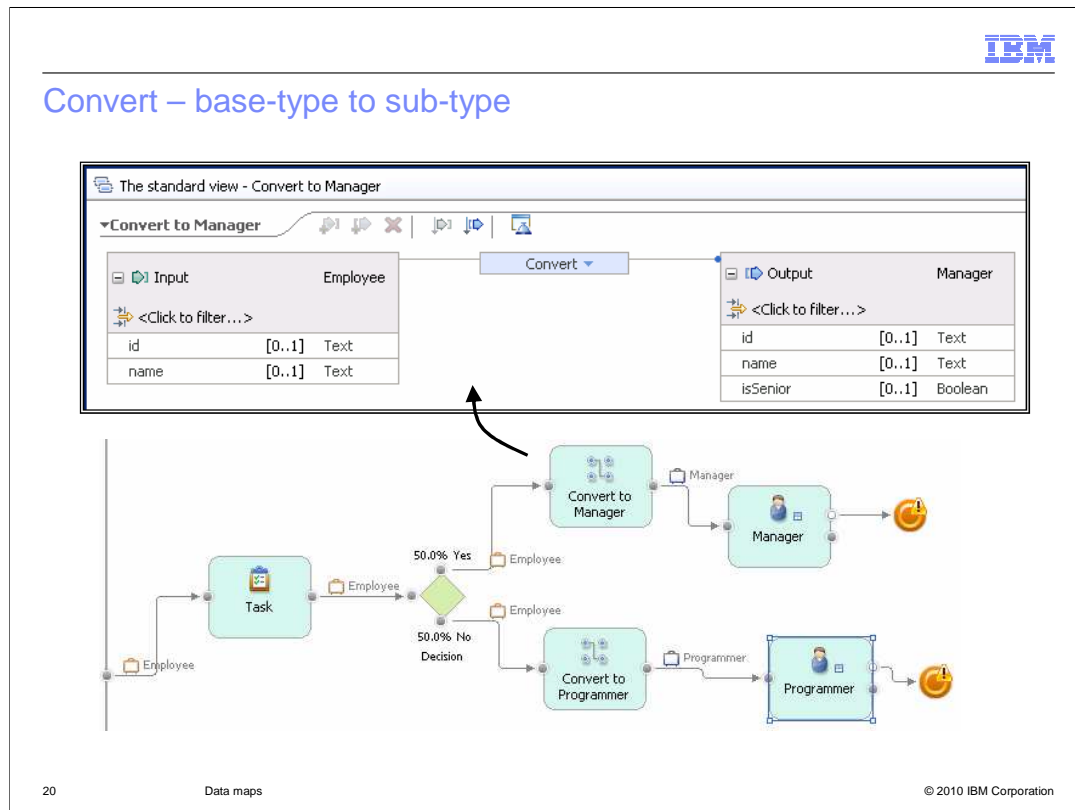 IBM
Convert – base-type to sub-type
The standard view - Convert to Manager
Convert to Manager
Input Employee
<Click to filter...>
id [0..1] Text
name [0..1] Text
Convert
Output Manager
<Click to filter...>
id [0..1] Text
name [0..1] Text
isSenior [0..1] Boolean
Employee
Task
Employee
50.0% Yes
50.0% No
Decision
Employee
Convert to
Manager
Manager
Manager
Employee
Convert to
Programmer
Programmer
Programmer
20 Data maps © 2010 IBM Corporation